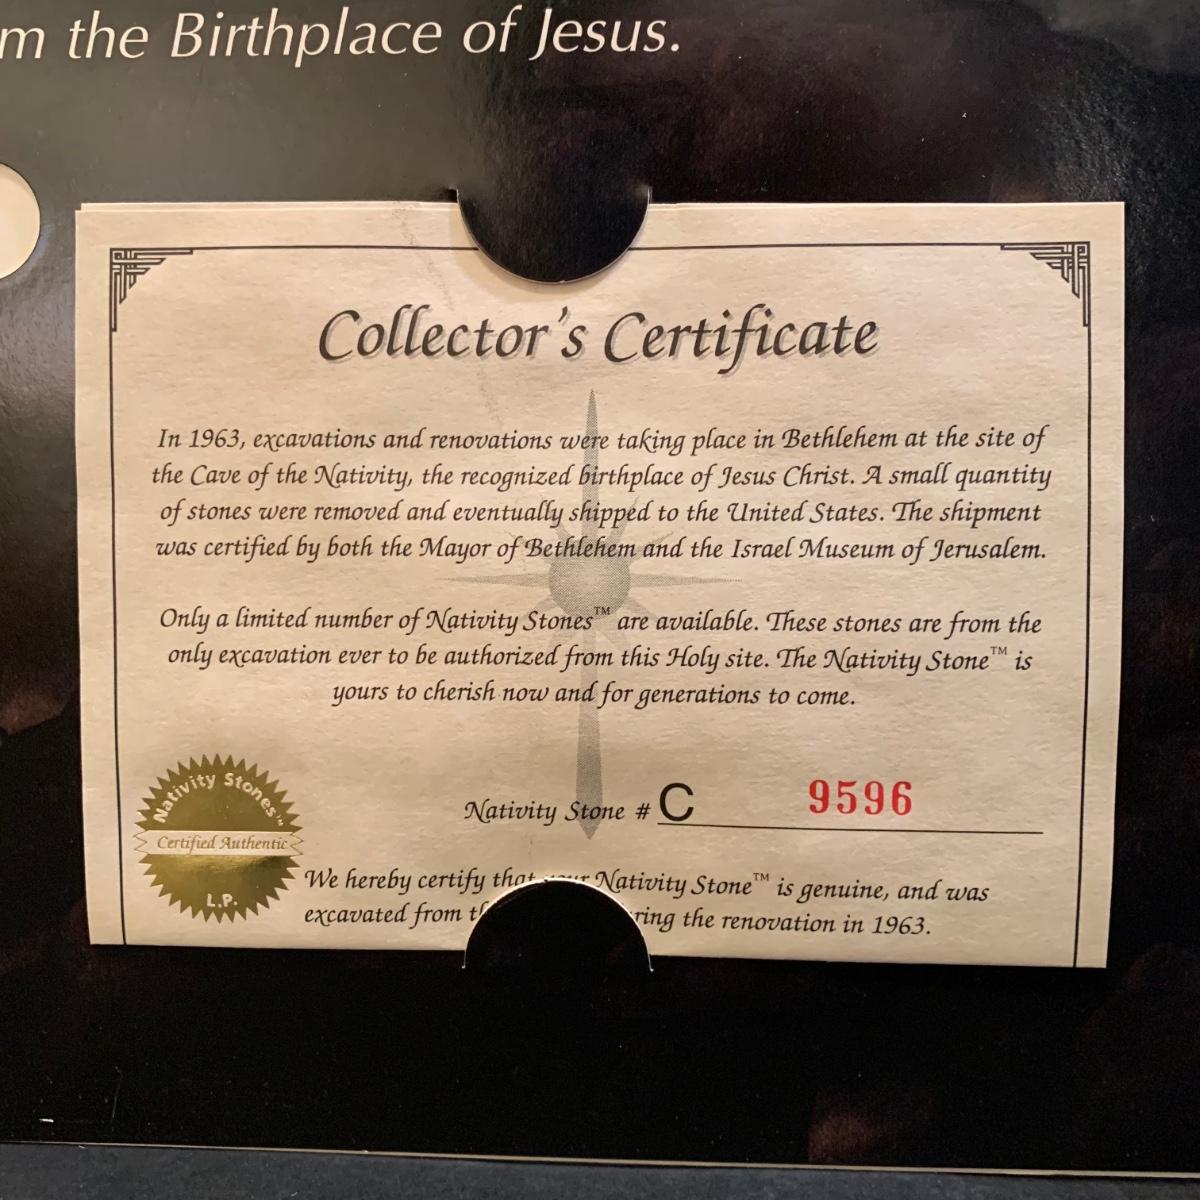 m the Birthplace of Jesus.
Collector's Certificate
In 1963, excavations and renovations were taking place in Bethlehem at the site of
the Cave of the Nativity, the recognized birthplace of Jesus Christ. A small quantity
of stones were removed and eventually shipped to the United States. The shipment
was certified by both the Mayor of Bethlehem and the Israel Museum of Jerusalem.
Only a limited number of Nativity Stones™ are available. These stones are from the
only excavation ever to be authorized from this Holy site. The Nativity Stone™ is
yours to cherish now and for generations to come.
Nativity Stones™
Certified Authentic
L.P.
Nativity Stone # C 9596
We hereby certify that your Nativity Stone™ is genuine, and was
excavated from the renovation in 1963.